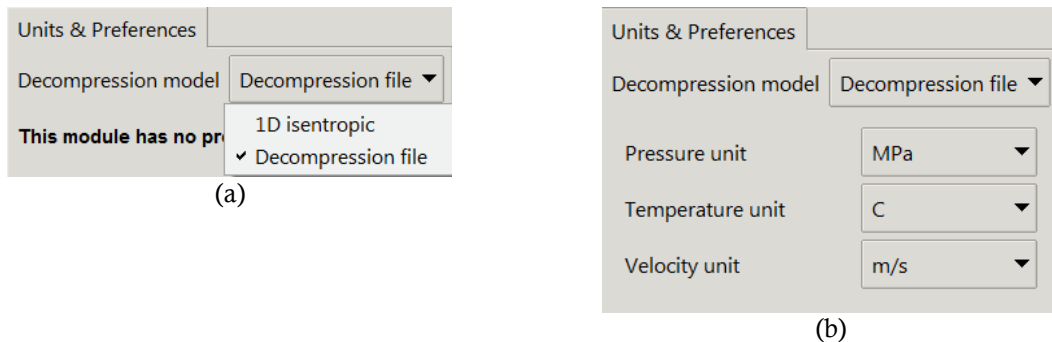 Units & Preferences
Decompression model Decompression file
This module has no pr
1D isentropic
✔ Decompression file
(a)
Units & Preferences
Decompression model Decompression file
Pressure unit MPa
Temperature unit C
Velocity unit m/s
(b)